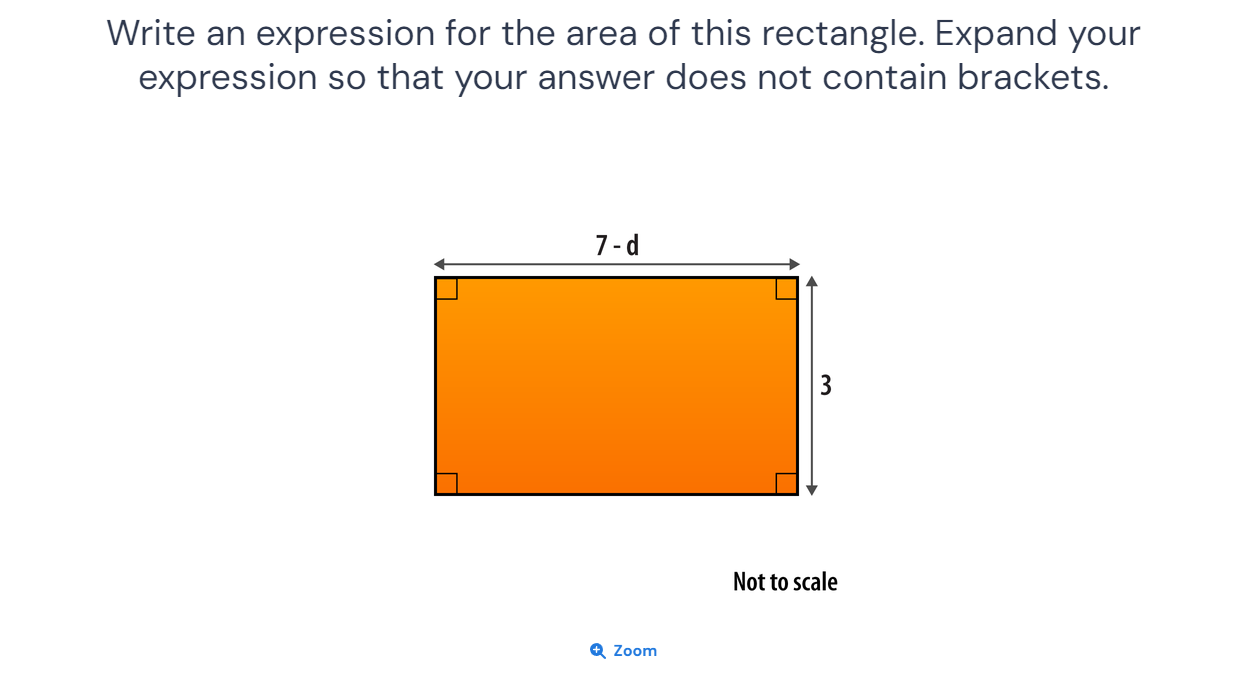 Write an expression for the area of this rectangle. Expand your
expression so that your answer does not contain brackets.
7 - d
3
Not to scale
Zoom